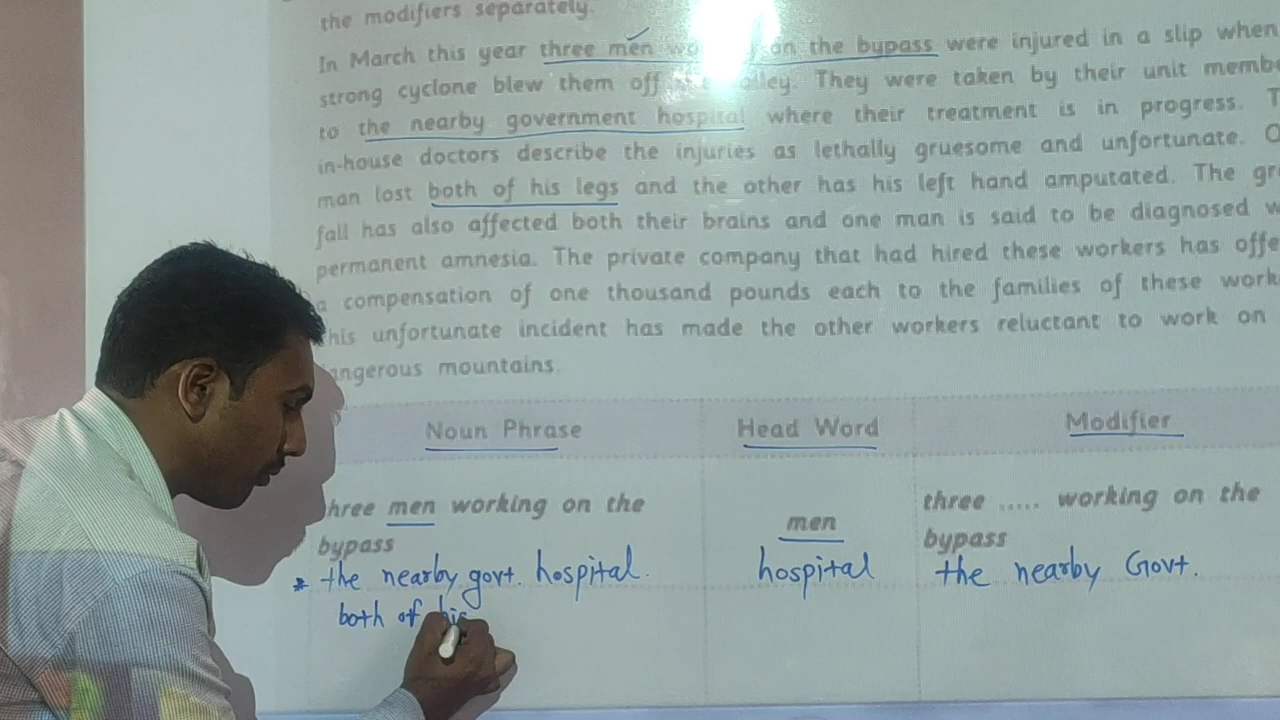 the modifiers separately.
In March this year three men on the bypass were injured in a slip when
strong cyclone blew them off They were taken by their unit membe
to the nearby government hospital where their treatment is in progress. T
in-house doctors describe the injuries as lethally gruesome and unfortunate. O
man lost both of his legs and the other has his left hand amputated. The gr
fall has also affected both their brains and one man is said to be diagnosed w
permanent amnesia. The private company that had hired these workers has offe
a compensation of one thousand pounds each to the families of these work
his unfortunate incident has made the other workers reluctant to work on
angerous mountains.
Noun Phrase Head Word Modifier
hree men working on the
bypass
men
three ..... working on the
bypass
* the nearby govt. hospital. hospital the nearby Govt.
both of his